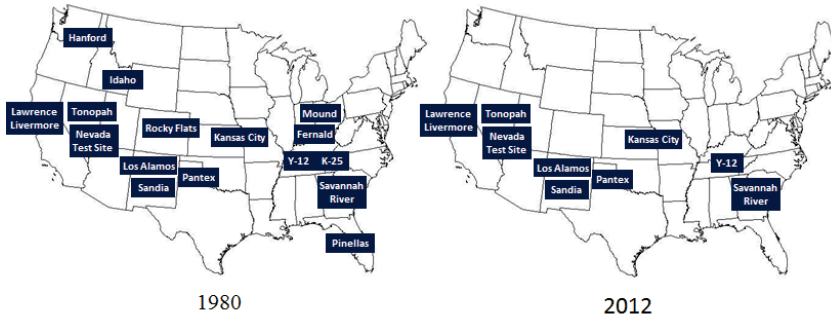 Hanford
Idaho
Lawrence
Livermore
Tonopah
Nevada
Test Site
Rocky Flats
Kansas City
Mound
Fernald
Y-12 K-25
Los Alamos
Sandia
Pantex
Savannah
River
Pinellas
1980
Lawrence
Livermore
Tonopah
Nevada
Test Site
Kansas City
Los Alamos
Sandia
Pantex
Y-12
Savannah
River
2012